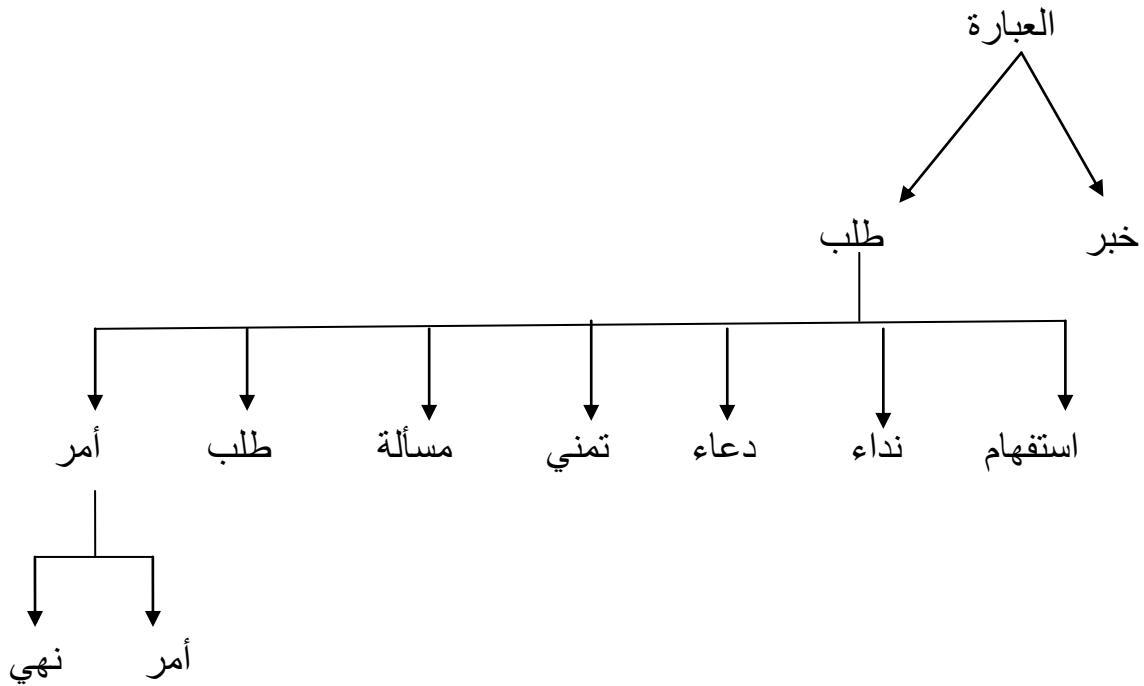 العبارة
خبر طلب
استفهام نداء دعاء تمني مسألة طلب أمر
أمر نهي